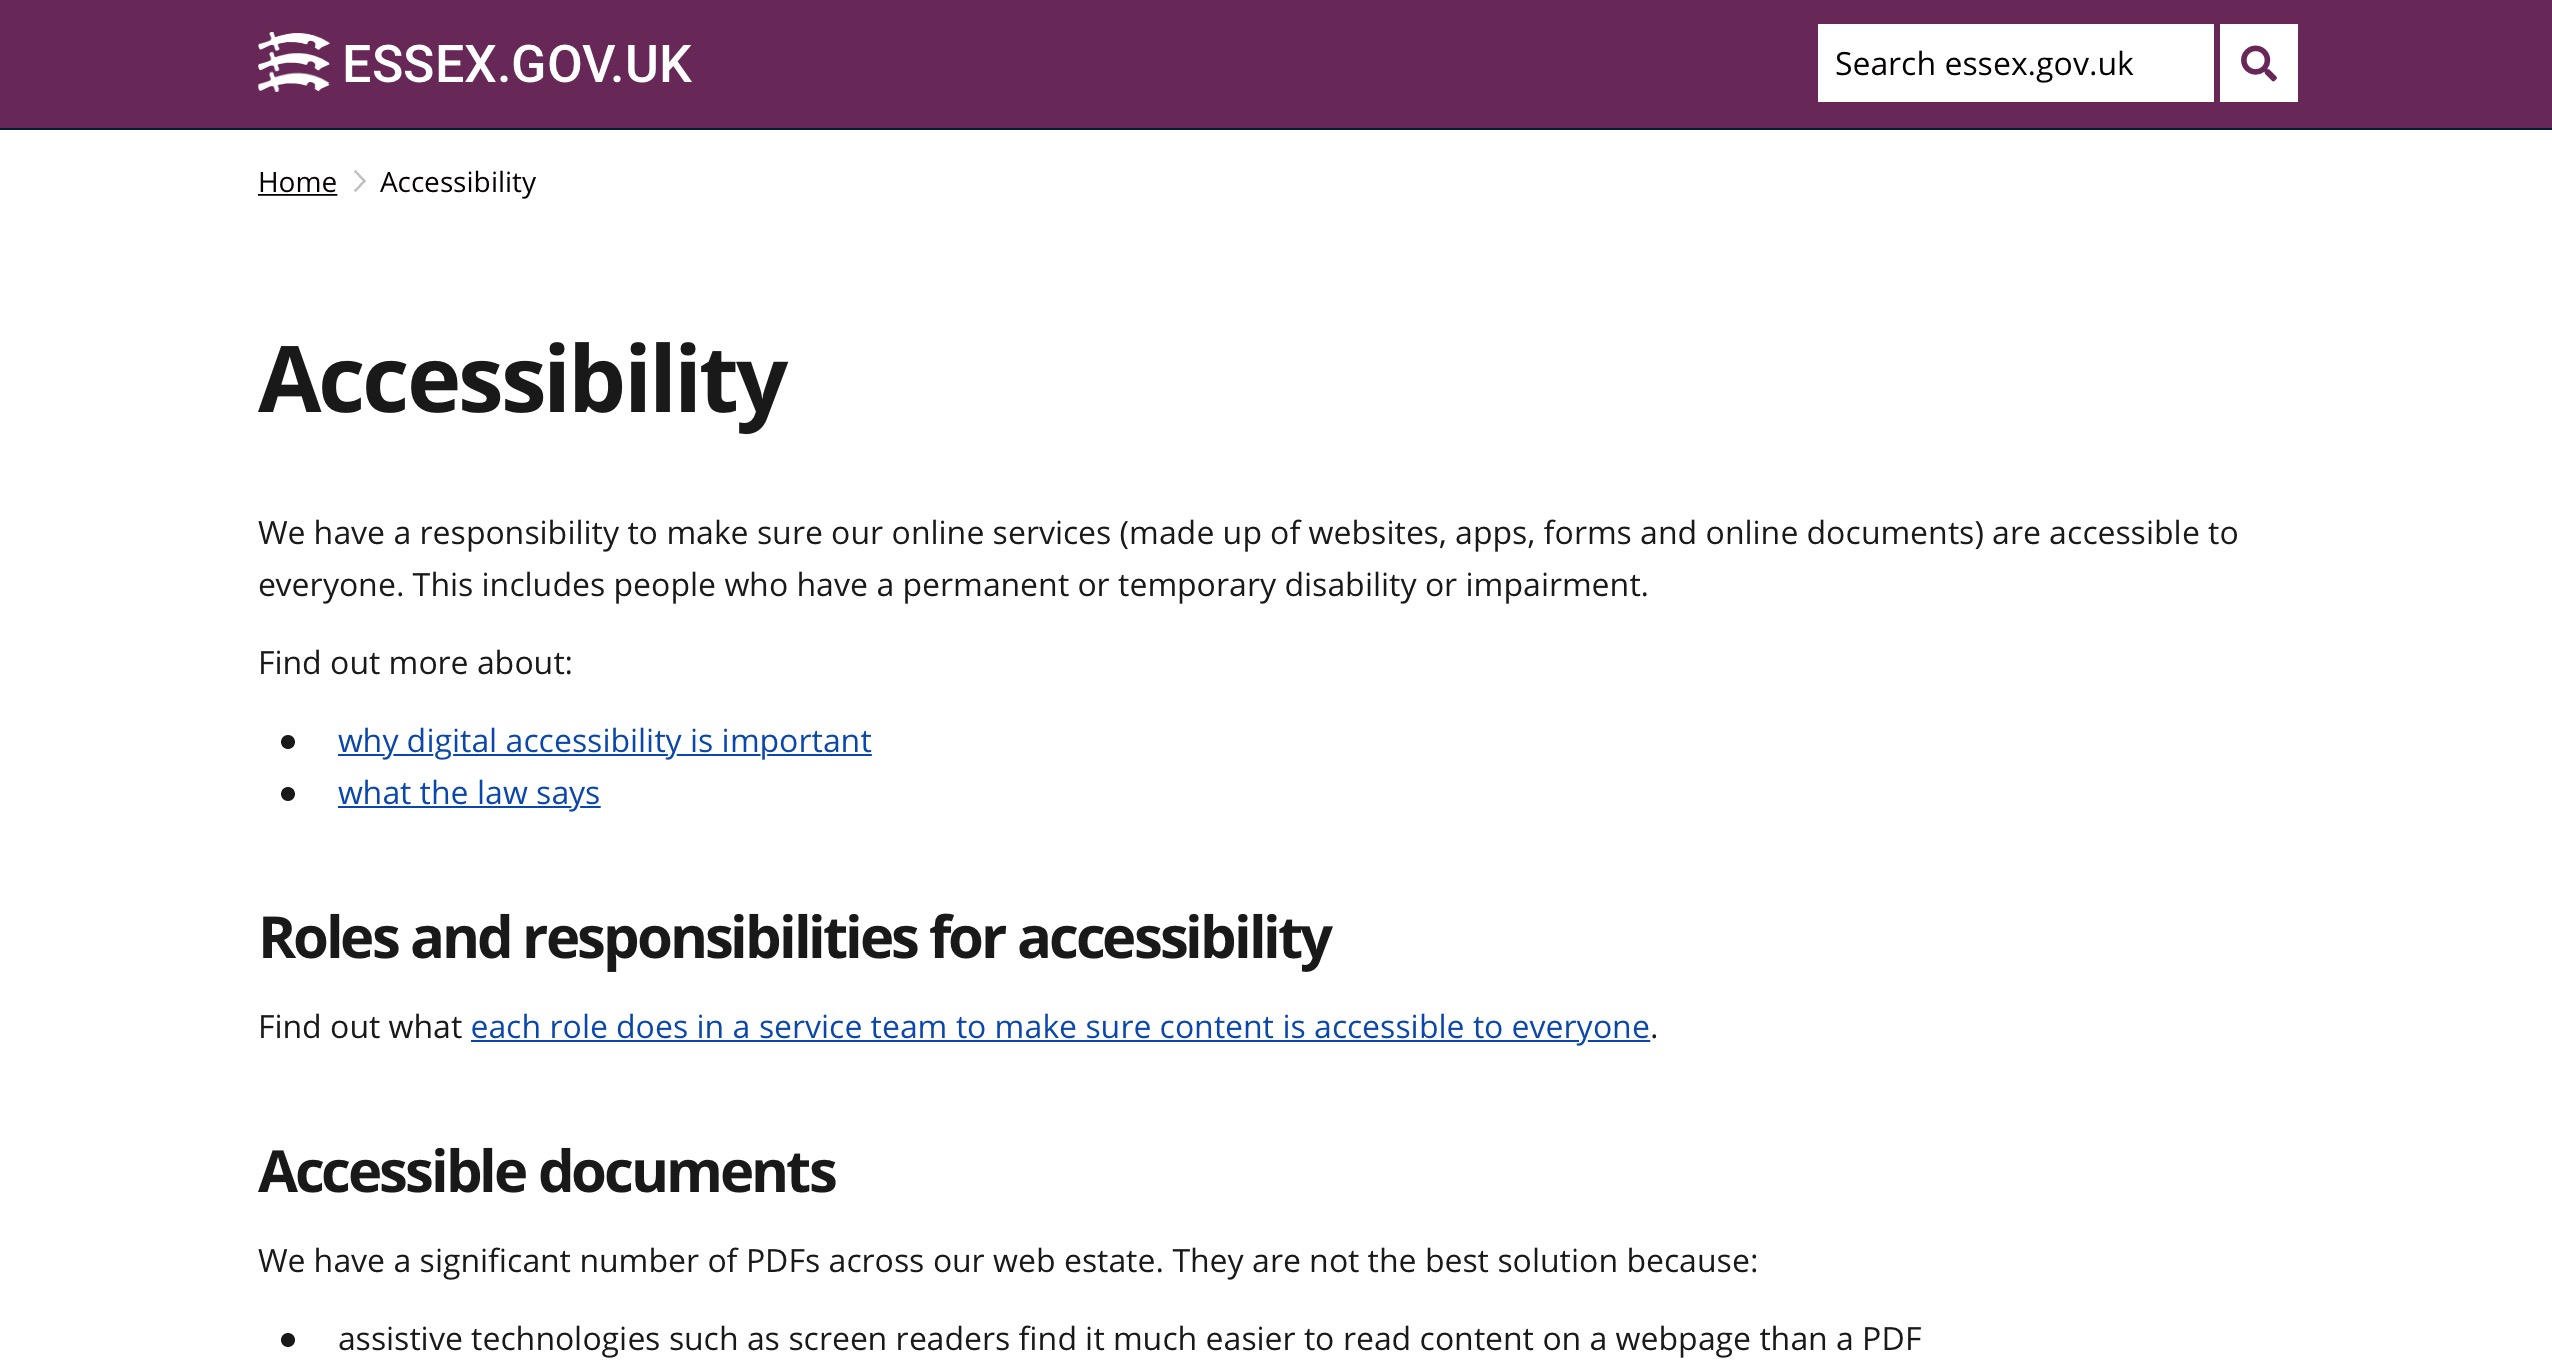 ESSEX.GOV.UK
Search essex.gov.uk
Home > Accessibility
Accessibility
We have a responsibility to make sure our online services (made up of websites, apps, forms and online documents) are accessible to
everyone. This includes people who have a permanent or temporary disability or impairment.
Find out more about:
● why digital accessibility is important
● what the law says
Roles and responsibilities for accessibility
Find out what each role does in a service team to make sure content is accessible to everyone.
Accessible documents
We have a significant number of PDFs across our web estate. They are not the best solution because:
● assistive technologies such as screen readers find it much easier to read content on a webpage than a PDF